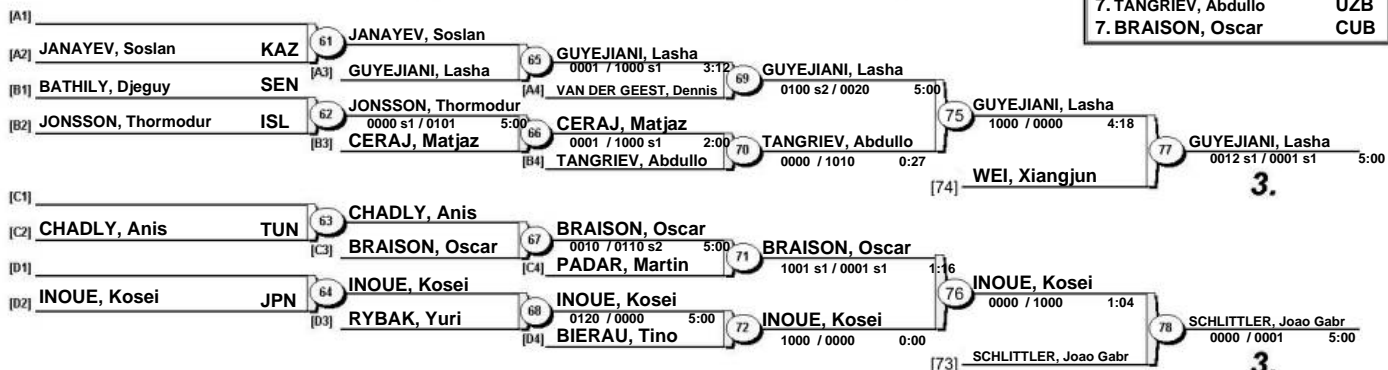 7. TANGRIEV, Abdullo UZB
7. BRAISON, Oscar CUB
[A1]
[A2] JANAYEV, Soslan KAZ
61 JANAYEV, Soslan
[A3] GUYEJIANI, Lasha
[B1] BATHILY, Djeguy SEN
[B2] JONSSON, Thormodur ISL
62 JONSSON, Thormodur
0000 s1 / 0101 5:00
[B3] CERAJ, Matjaz
65 GUYEJIANI, Lasha
0001 / 1000 s1 3:12
[A4] VAN DER GEEST, Dennis
66 CERAJ, Matjaz
0001 / 1000 s1 2:00
[B4] TANGRIEV, Abdullo
69 GUYEJIANI, Lasha
0100 s2 / 0020 5:00
70 TANGRIEV, Abdullo
0000 / 1010 0:27
75 GUYEJIANI, Lasha
1000 / 0000 4:18
[74] WEI, Xiangjun
77 GUYEJIANI, Lasha
0012 s1 / 0001 s1 5:00
3.
[C1]
[C2] CHADLY, Anis TUN
63 CHADLY, Anis
[C3] BRAISON, Oscar
[D1]
[D2] INOUE, Kosei JPN
64 INOUE, Kosei
[D3] RYBAK, Yuri
67 BRAISON, Oscar
0010 / 0110 s2 5:00
[C4] PADAR, Martin
68 INOUE, Kosei
0120 / 0000 5:00
[D4] BIERAU, Tino
71 BRAISON, Oscar
1001 s1 / 0001 s1 1:16
72 INOUE, Kosei
1000 / 0000 0:00
76 INOUE, Kosei
0000 / 1000 1:04
[73] SCHLITTLER, Joao Gabr
78 SCHLITTLER, Joao Gabr
0000 / 0001 5:00
3.